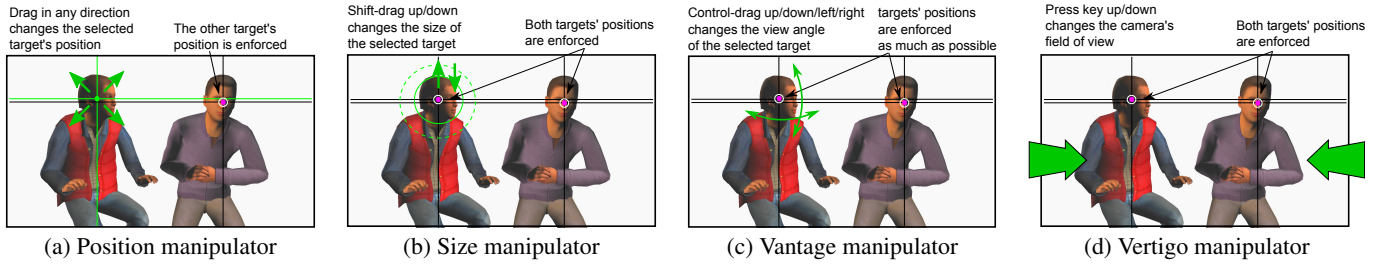 Drag in any direction
changes the selected
target's position
The other target's
position is enforced
(a) Position manipulator
Shift-drag up/down
changes the size of
the selected target
Both targets' positions
are enforced
(b) Size manipulator
Control-drag up/down/left/right
changes the view angle
of the selected target
targets' positions
are enforced
as much as possible
(c) Vantage manipulator
Press key up/down
changes the camera's
field of view
Both targets' positions
are enforced
(d) Vertigo manipulator